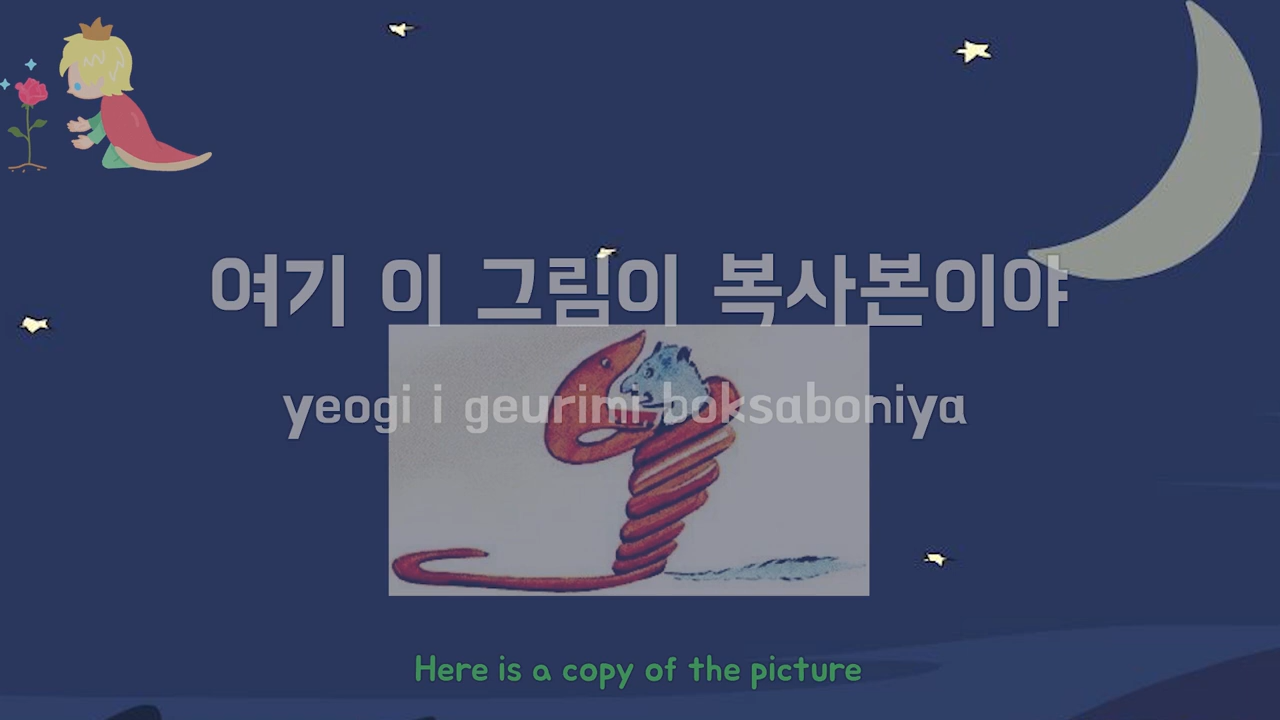 여기 이 그림이 복사본이야
yeogi i geurimi boksaboniya
Here is a copy of the picture